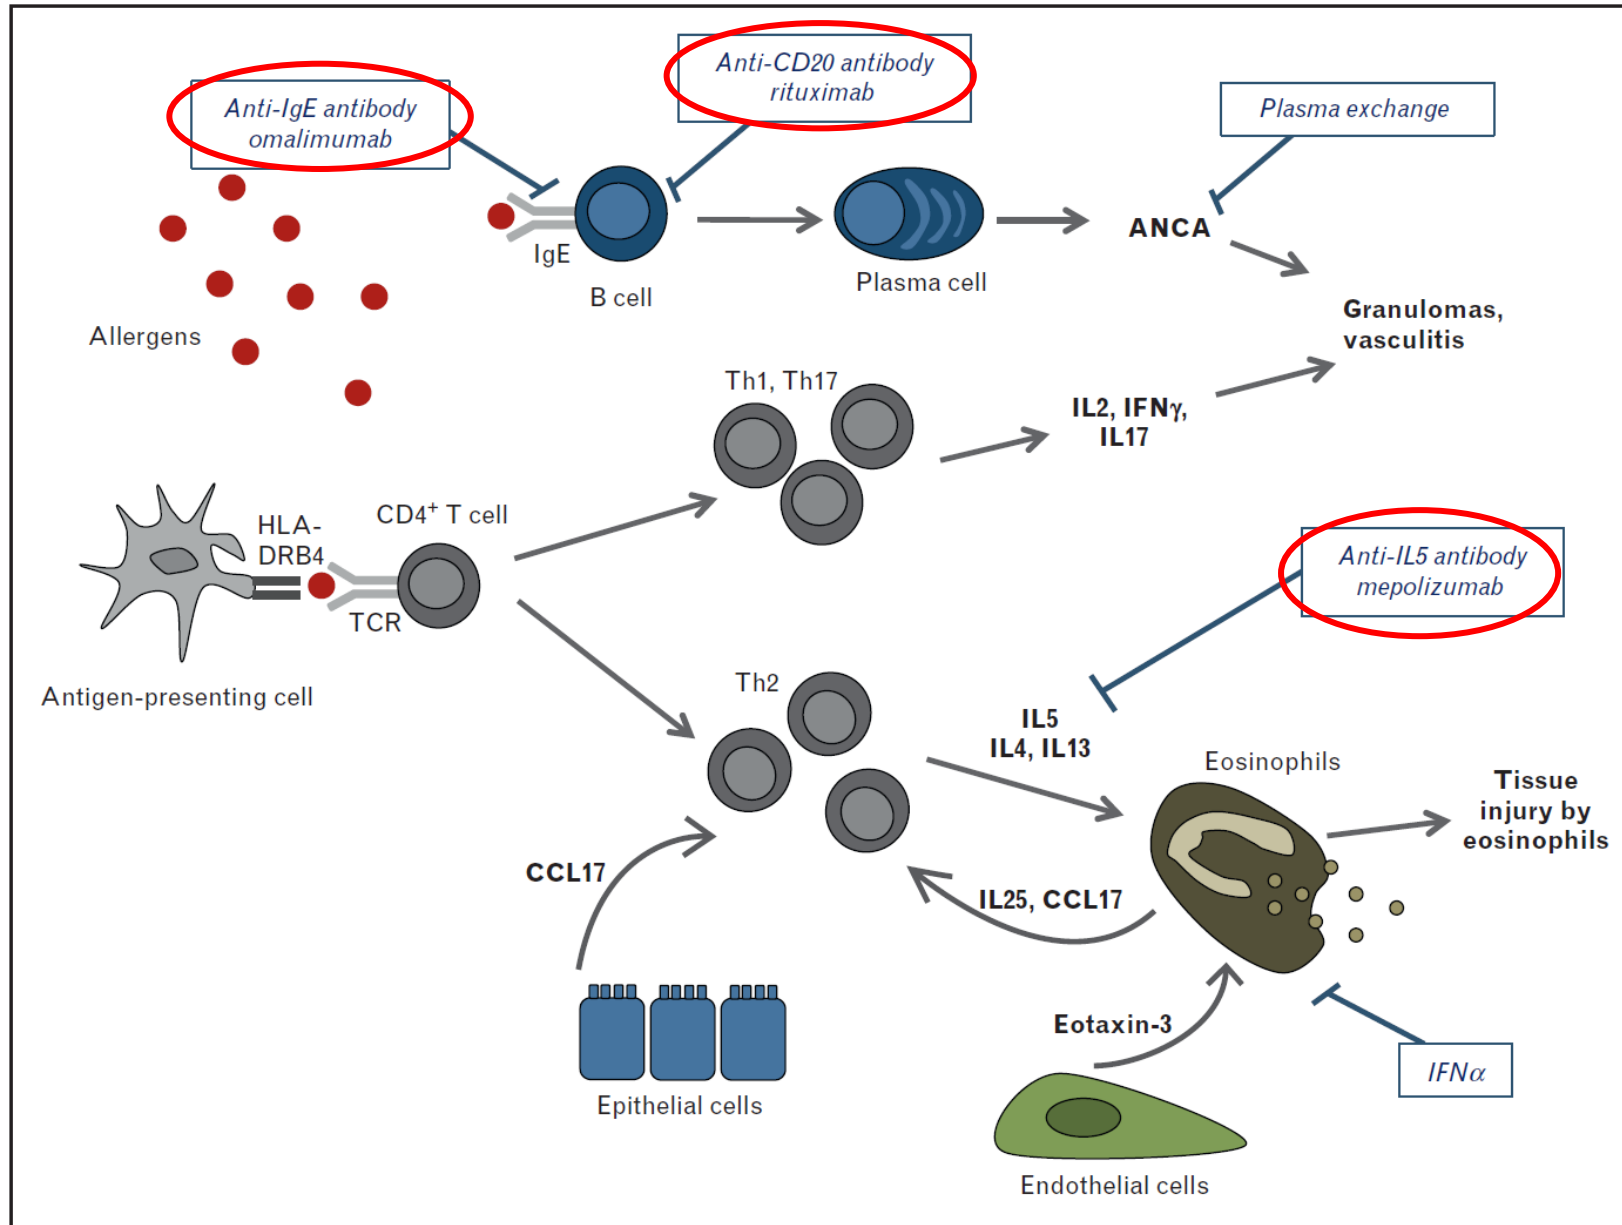 Anti-CD20 antibody
rituximab
Anti-IgE antibody
omalimumab
Plasma exchange
IgE
B cell
Plasma cell
ANCA
Allergens
Granulomas,
vasculitis
Th1, Th17
IL2, IFNγ,
IL17
CD4⁺ T cell
HLA-
DRB4
TCR
Antigen-presenting cell
Anti-IL5 antibody
mepolizumab
Th2
IL5
IL4, IL13
Eosinophils
Tissue
injury by
eosinophils
CCL17
IL25, CCL17
Eotaxin-3
IFNα
Epithelial cells
Endothelial cells